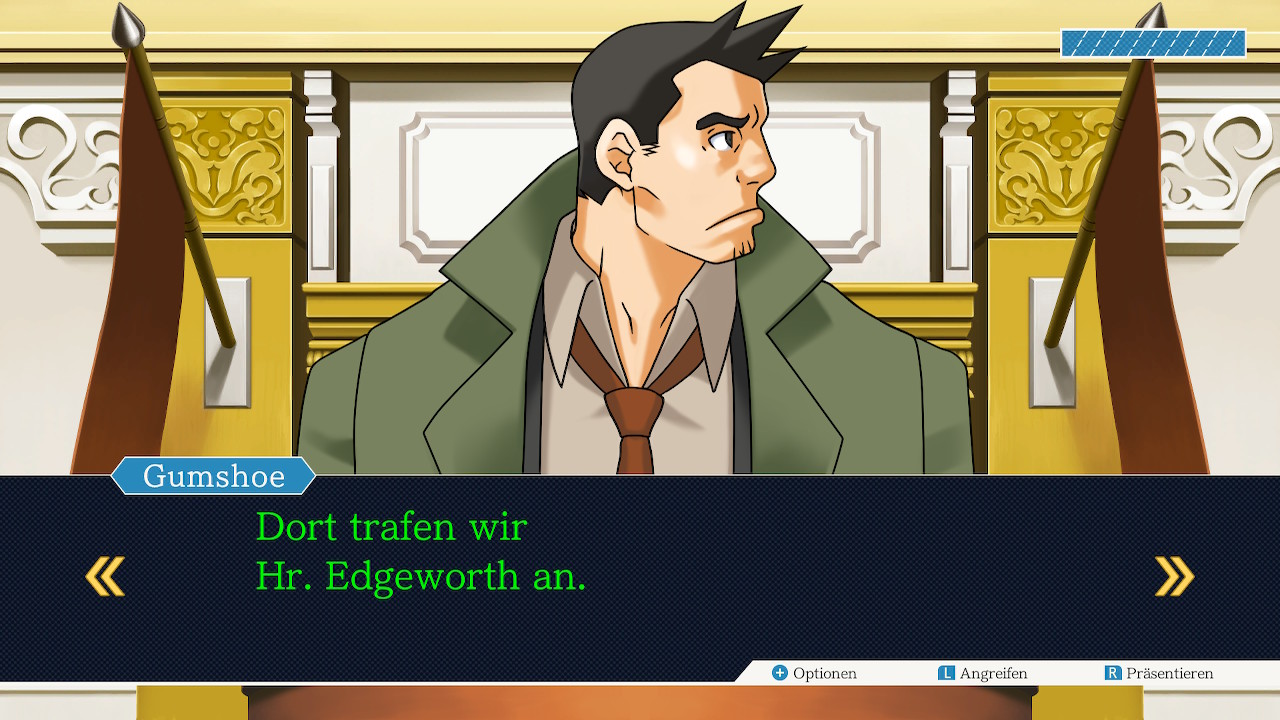 Gumshoe
Dort trafen wir
Hr. Edgeworth an.
+ Optionen
L Angreifen
R Präsentieren